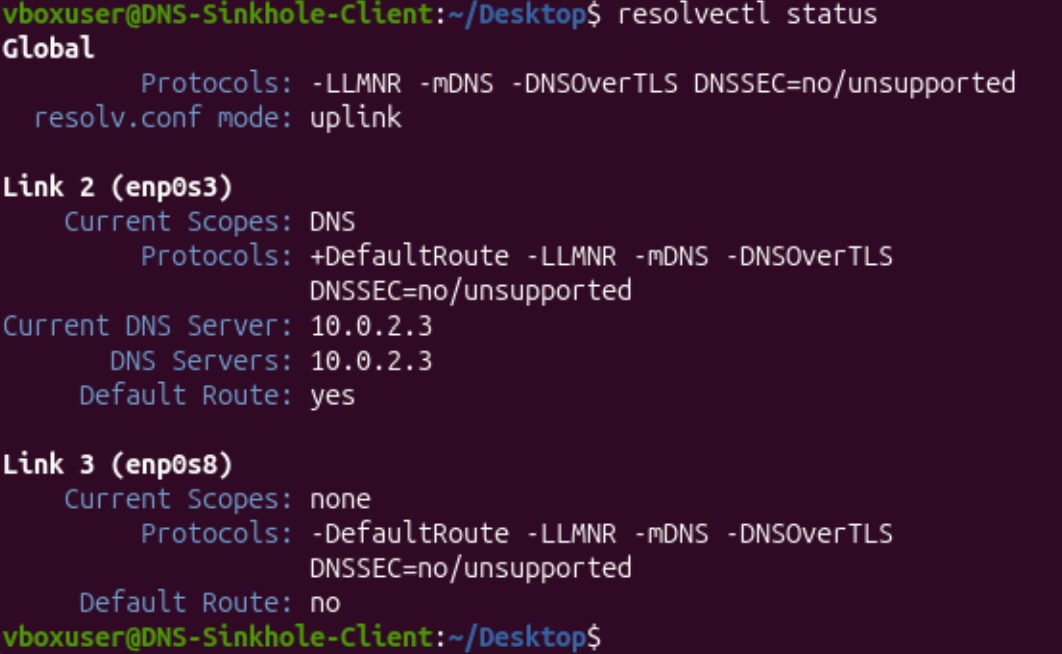 vboxuser@DNS-Sinkhole-Client:~/Desktop$ resolvectl status
Global
Protocols: -LLMNR -mDNS -DNSOverTLS DNSSEC=no/unsupported
resolv.conf mode: uplink
Link 2 (enp0s3)
Current Scopes: DNS
Protocols: +DefaultRoute -LLMNR -mDNS -DNSOverTLS
DNSSEC=no/unsupported
Current DNS Server: 10.0.2.3
DNS Servers: 10.0.2.3
Default Route: yes
Link 3 (enp0s8)
Current Scopes: none
Protocols: -DefaultRoute -LLMNR -mDNS -DNSOverTLS
DNSSEC=no/unsupported
Default Route: no
vboxuser@DNS-Sinkhole-Client:~/Desktop$